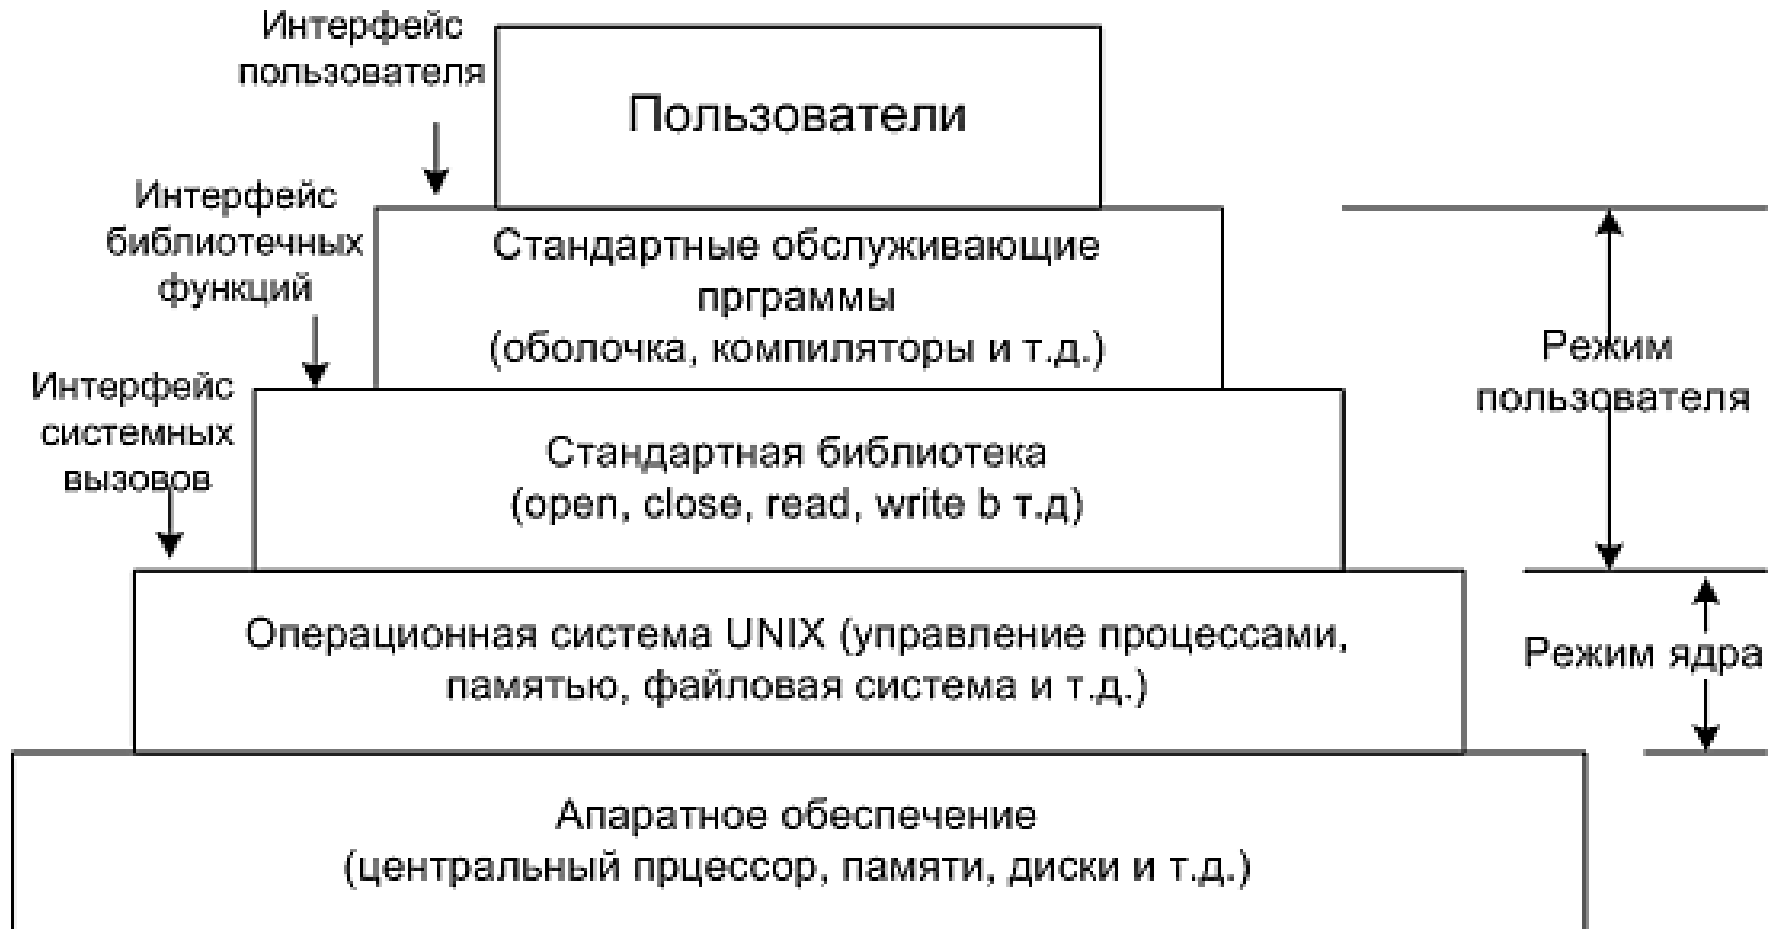 Интерфейс
пользователя
Пользователи
Интерфейс
библиотечных
функций
Стандартные обслуживающие
прграммы
(оболочка, компиляторы и т.д.)
Режим
пользователя
Интерфейс
системных
вызовов
Стандартная библиотека
(open, close, read, write b т.д)
Операционная система UNIX (управление процессами,
памятью, файловая система и т.д.)
Режим ядра
Апаратное обеспечение
(центральный прцессор, памяти, диски и т.д.)